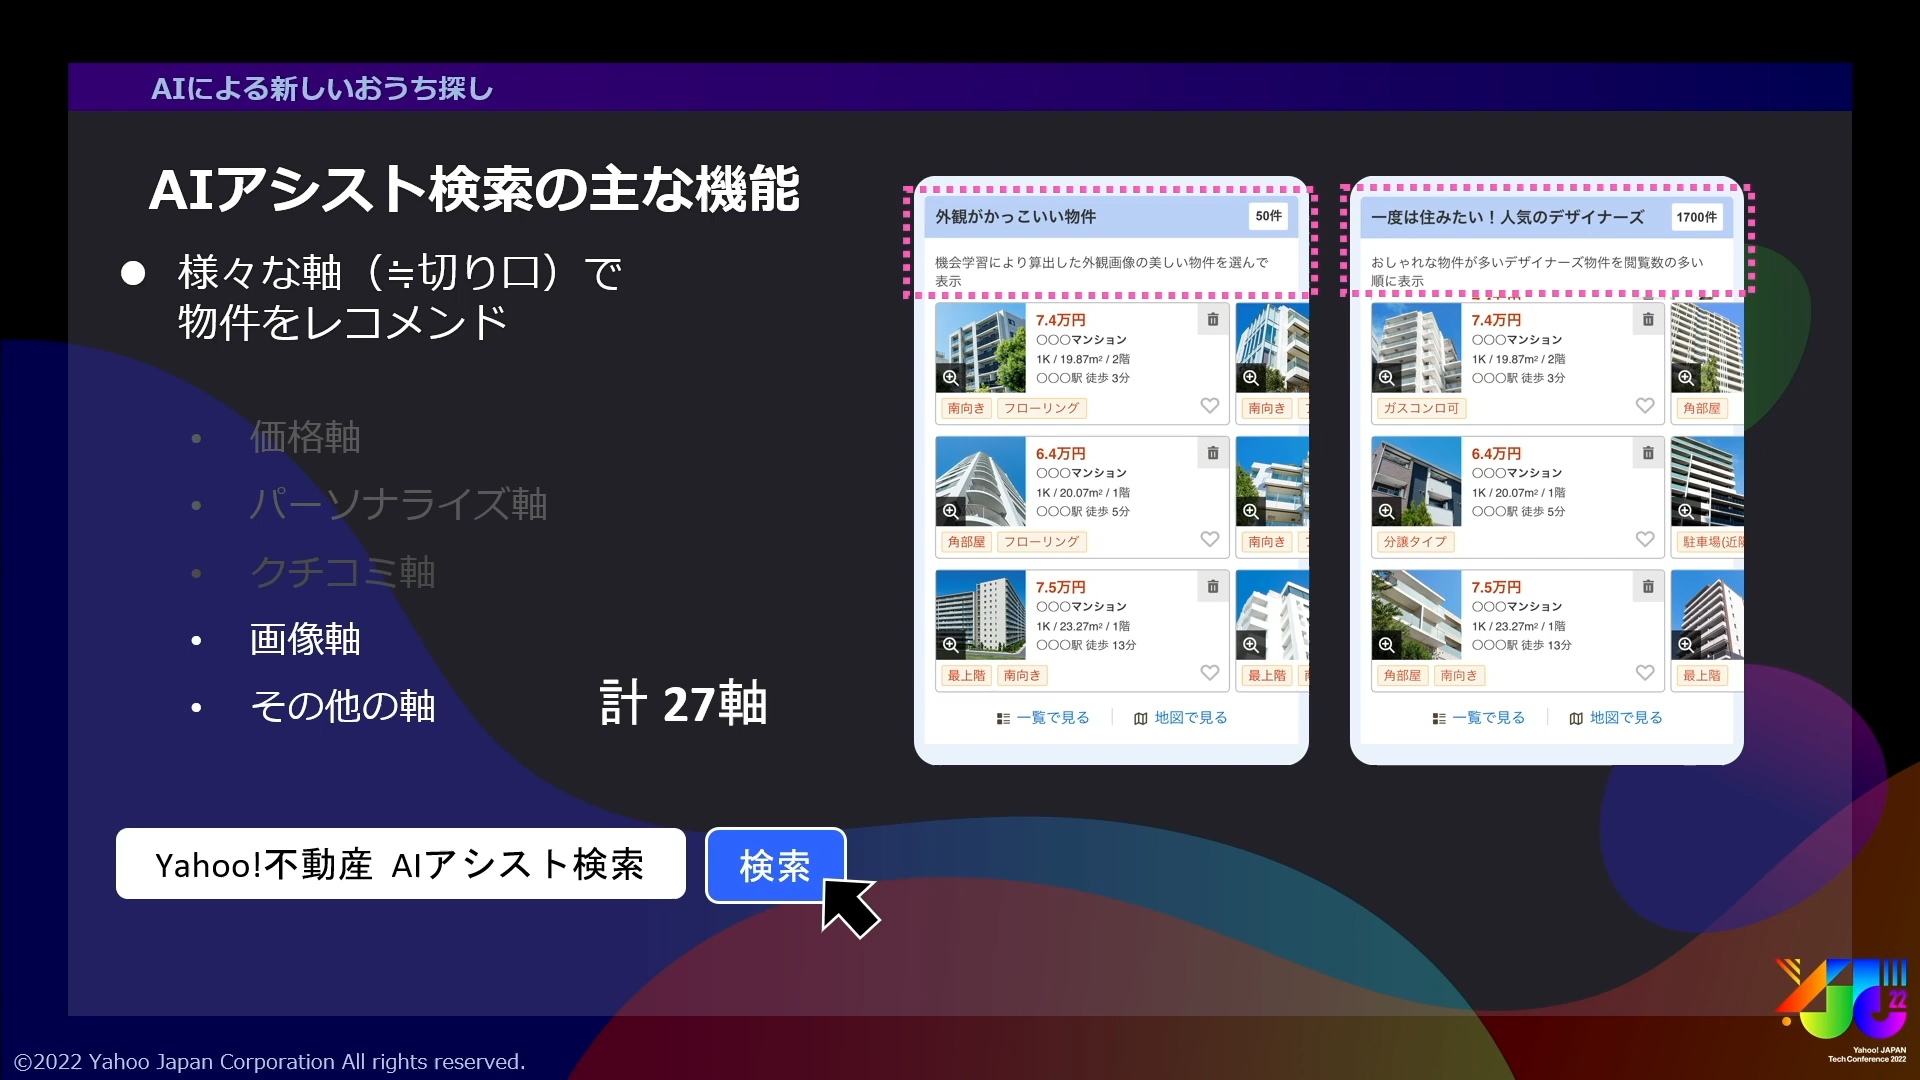 AIによる新しいおうち探し
AIアシスト検索の主な機能
● 様々な軸（≒切り口）で
物件をレコメンド
• 価格軸
• パーソナライズ軸
• クチコミ軸
• 画像軸
• その他の軸
計 27軸
Yahoo!不動産 AIアシスト検索
検索
外観がかっこいい物件
50件
機会学習により算出した外観画像の美しい物件を選んで
表示
7.4万円
〇〇〇マンション
1K / 19.87m² / 2階
〇〇〇駅 徒歩 3分
南向き フローリング
南向き
6.4万円
〇〇〇マンション
1K / 20.07m² / 1階
〇〇〇駅 徒歩 5分
角部屋 フローリング
南向き
7.5万円
〇〇〇マンション
1K / 23.27m² / 1階
〇〇〇駅 徒歩 13分
最上階 南向き
最上階
一覧で見る 地図で見る
一度は住みたい！人気のデザイナーズ
1700件
おしゃれな物件が多いデザイナーズ物件を閲覧数の多い
順に表示
7.4万円
〇〇〇マンション
1K / 19.87m² / 2階
〇〇〇駅 徒歩 3分
ガスコンロ可
角部屋
6.4万円
〇〇〇マンション
1K / 20.07m² / 1階
〇〇〇駅 徒歩 5分
分譲タイプ
駐車場(近隣
7.5万円
〇〇〇マンション
1K / 23.27m² / 1階
〇〇〇駅 徒歩 13分
角部屋 南向き
最上階
一覧で見る 地図で見る
22
Yahoo! JAPAN
Tech Conference 2022
©2022 Yahoo Japan Corporation All rights reserved.